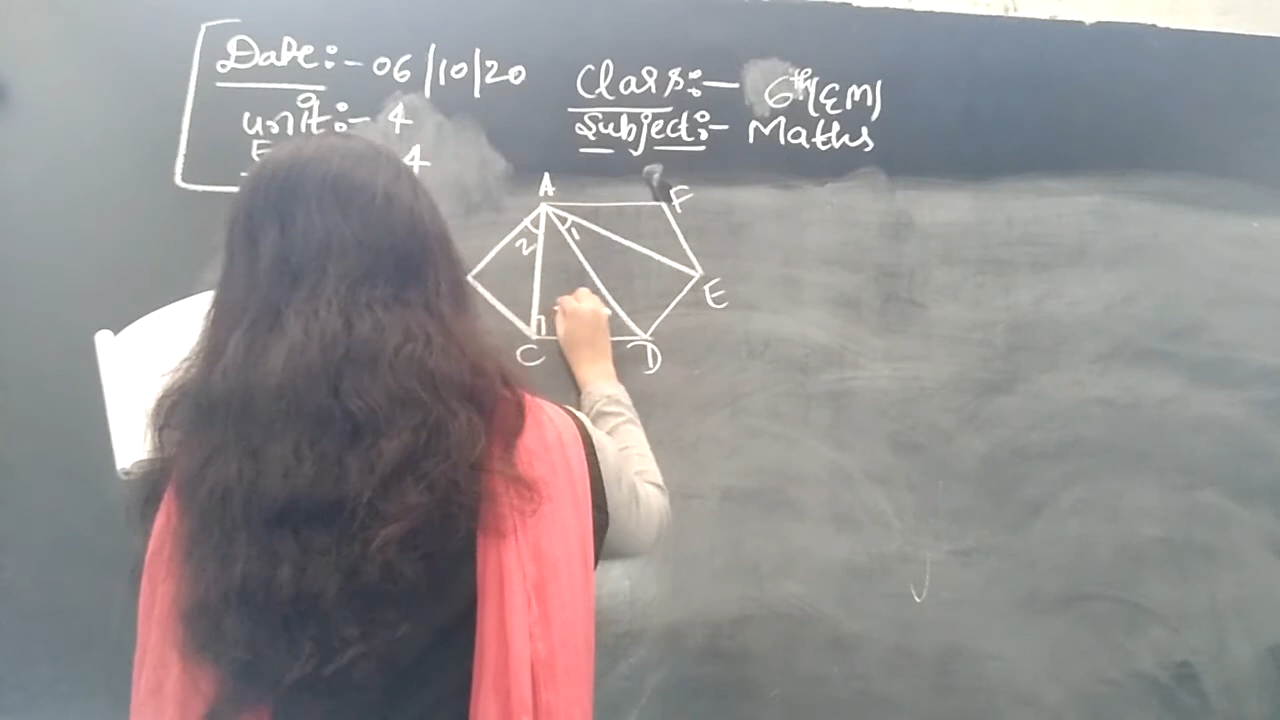 Date:- 06/10/20
Class:- 6th(EM)
Unit:- 4
Subject:- Maths
4
A
F
2
1
E
C
D